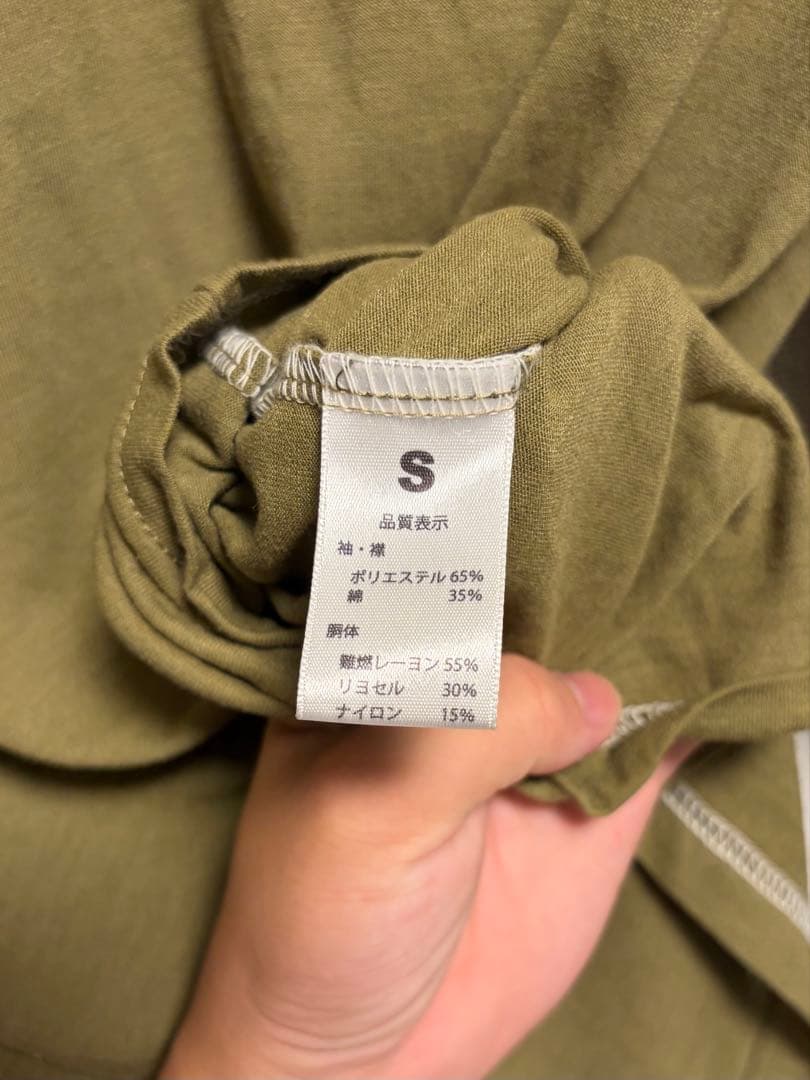 S
品質表示
袖・襟
ポリエステル 65%
綿 35%
胴体
難燃レーヨン 55%
リヨセル 30%
ナイロン 15%